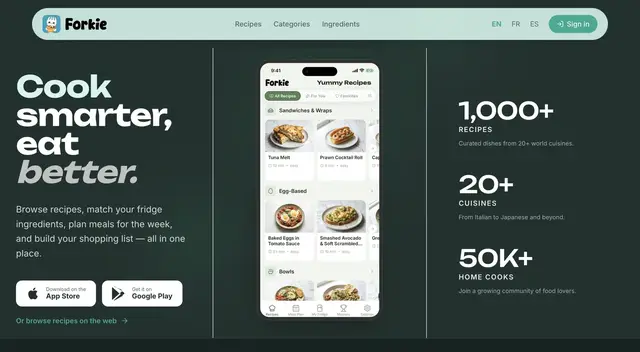 Forkie
Recipes Categories Ingredients
EN FR ES Sign in
Cook
smarter,
eat
better.
Browse recipes, match your fridge
ingredients, plan meals for the week,
and build your shopping list — all in one
place.
Download on the
App Store
Get it on
Google Play
Or browse recipes on the web →
9:41
Forkie Yummy Recipes
All Recipes For You Favorites
Sandwiches & Wraps
Tuna Melt
Prawn Cocktail Roll
Egg-Based
Baked Eggs in
Tomato Sauce
Smashed Avocado
& Soft Scrambled...
Bowls
Recipes
1,000+
RECIPES
Curated dishes from 20+ world cuisines.
20+
CUISINES
From Italian to Japanese and beyond.
50K+
HOME COOKS
Join a growing community of food lovers.